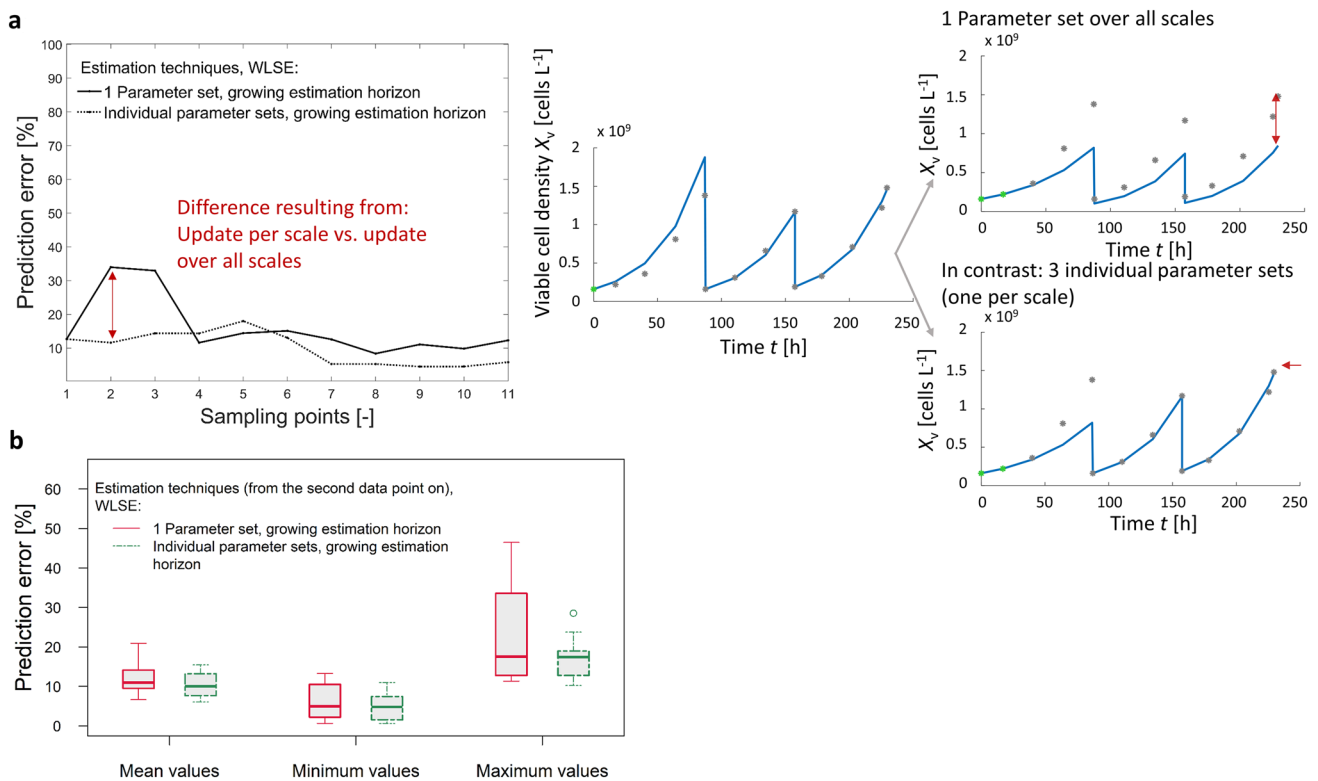 a
100
90
80
70
60
50
40
30
20
10
Prediction error [%]
Estimation techniques, WLSE:
1 Parameter set, growing estimation horizon
Individual parameter sets, growing estimation horizon
Difference resulting from:
Update per scale vs. update
over all scales
1 2 3 4 5 6 7 8 9 10 11
Sampling points [-]
Viable cell density Xv [cells L-1]
x 10^9
2
1.5
1
0.5
0
0 50 100 150 200 250
Time t [h]
1 Parameter set over all scales
x 10^9
Xv [cells L-1]
2
1.5
1
0.5
0
0 50 100 150 200 250
Time t [h]
In contrast: 3 individual parameter sets
(one per scale)
x 10^9
Xv [cells L-1]
2
1.5
1
0.5
0
0 50 100 150 200 250
Time t [h]
b
Prediction error [%]
60
50
40
30
20
10
0
Estimation techniques (from the second data point on),
WLSE:
1 Parameter set, growing estimation horizon
Individual parameter sets, growing estimation
horizon
Mean values Minimum values Maximum values